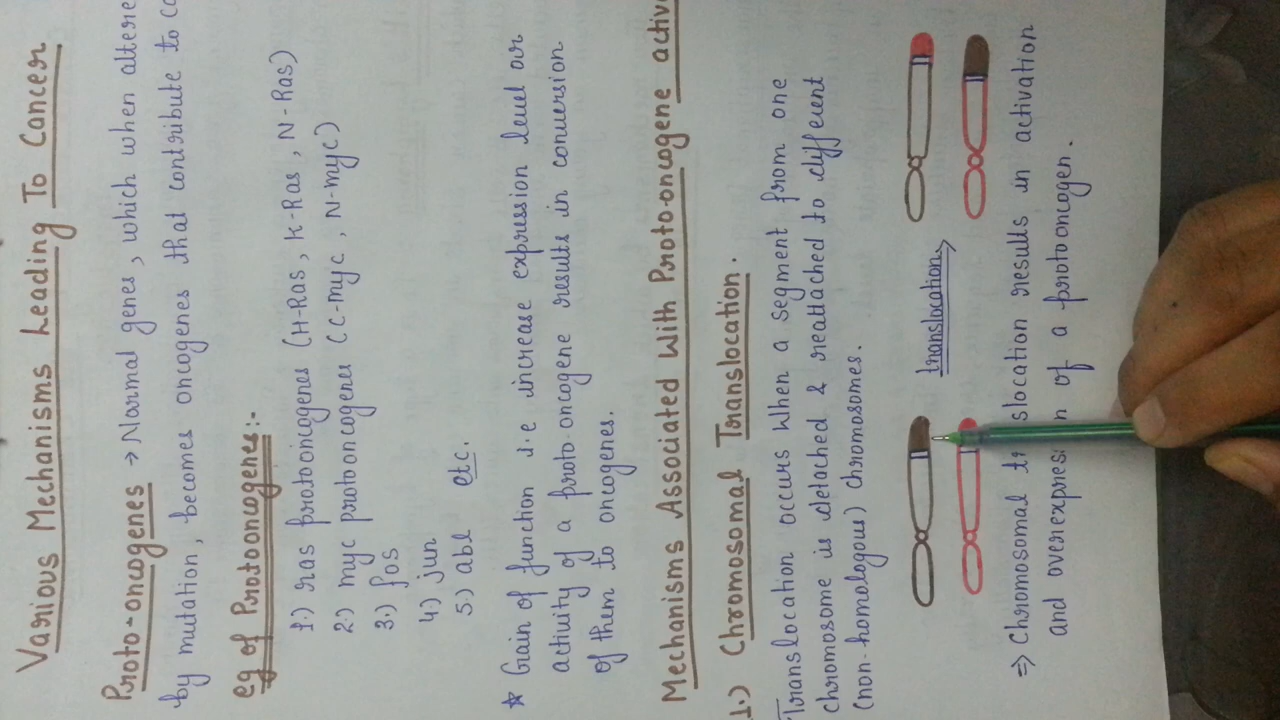 Various Mechanisms Leading To Cancer
Proto-oncogenes → Normal genes, which when altere
by mutation, becomes oncogenes that contribute to ca
eg of Protooncogenes:-
1.) ras protooncogenes (H-Ras, K-Ras, N-Ras)
2.) myc protooncogenes (C-myc, N-myc)
3.) fos
4.) jun
5.) abl etc.
★ Grain of function i.e increase expression level or
activity of a proto-oncogene results in conversion
of them to oncogenes.
Mechanisms Associated With Proto-oncogene activ
1.) Chromosomal Translocation.
Translocation occurs when a segment from one
chromosome is detached & reattached to different
(non-homologous) chromosomes.
translocation
⇒ Chromosomal slocation results in activation
and of a protooncogen.